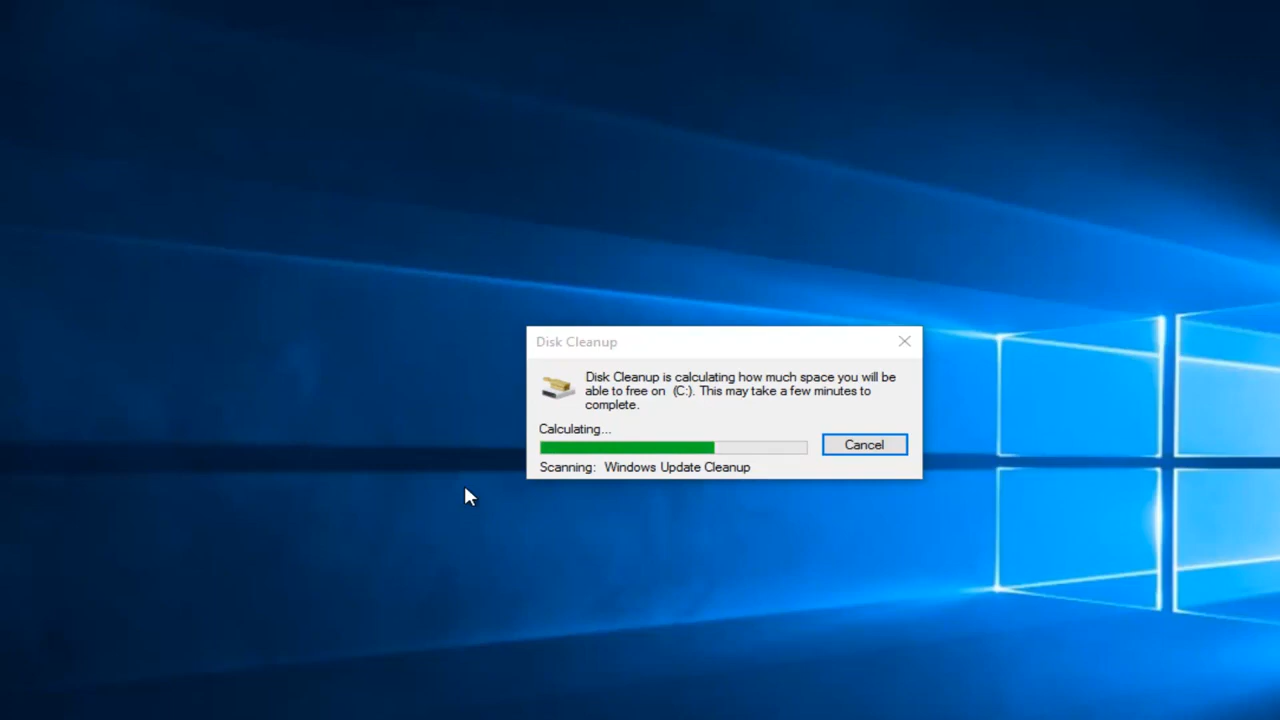 Disk Cleanup
Disk Cleanup is calculating how much space you will be
able to free on  (C:). This may take a few minutes to
complete.
Calculating...
Cancel
Scanning:  Windows Update Cleanup